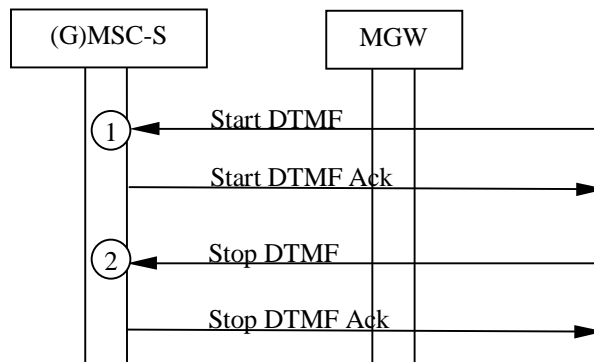 (G)MSC-S
MGW
1
Start DTMF
Start DTMF Ack
2
Stop DTMF
Stop DTMF Ack